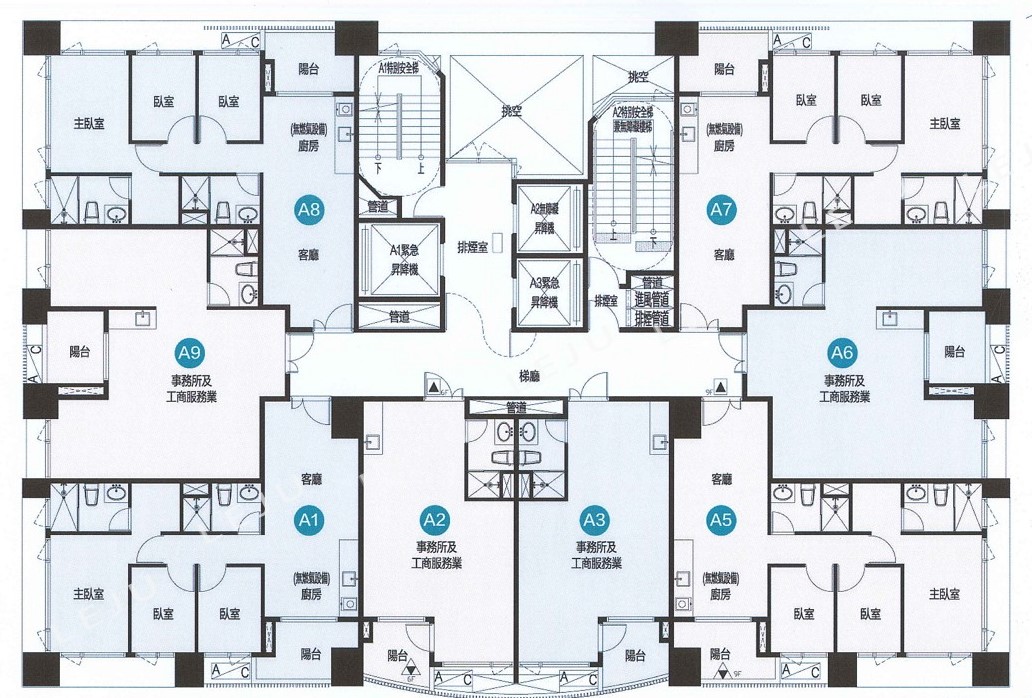 A C
陽台
A1特別安全梯
挑空
A2特別安全梯
兼無障礙樓梯
挑空
陽台
A C
主臥室
臥室
臥室
(無燃氣設備)
廚房
下
上
(無燃氣設備)
廚房
臥室
臥室
主臥室
A8
客廳
管道
A1緊急
昇降機
管道
排煙室
A2無障礙
昇降機
A3緊急
昇降機
上
下
排煙室
管道
進風管道
排煙管道
A7
客廳
陽台
A C
A9
事務所及
工商服務業
梯廳
6F
9F
管道
A6
事務所及
工商服務業
陽台
A C
客廳
A1
(無燃氣設備)
廚房
主臥室
臥室
臥室
陽台
A C
A2
事務所及
工商服務業
陽台
6F
A C
A3
事務所及
工商服務業
陽台
A C
客廳
A5
(無燃氣設備)
廚房
臥室
臥室
主臥室
陽台
9F
A C